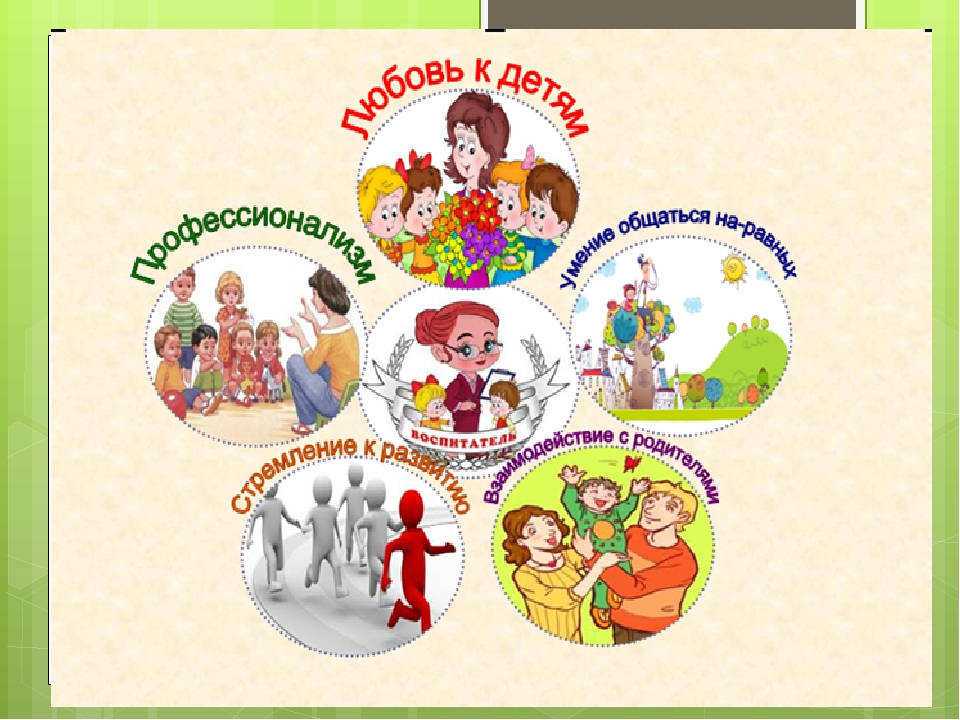 Любовь к детям
Профессионализм
Умение общаться на-равных
ВОСПИТАТЕЛЬ
Стремление к развитию
Взаимодействие с родителями